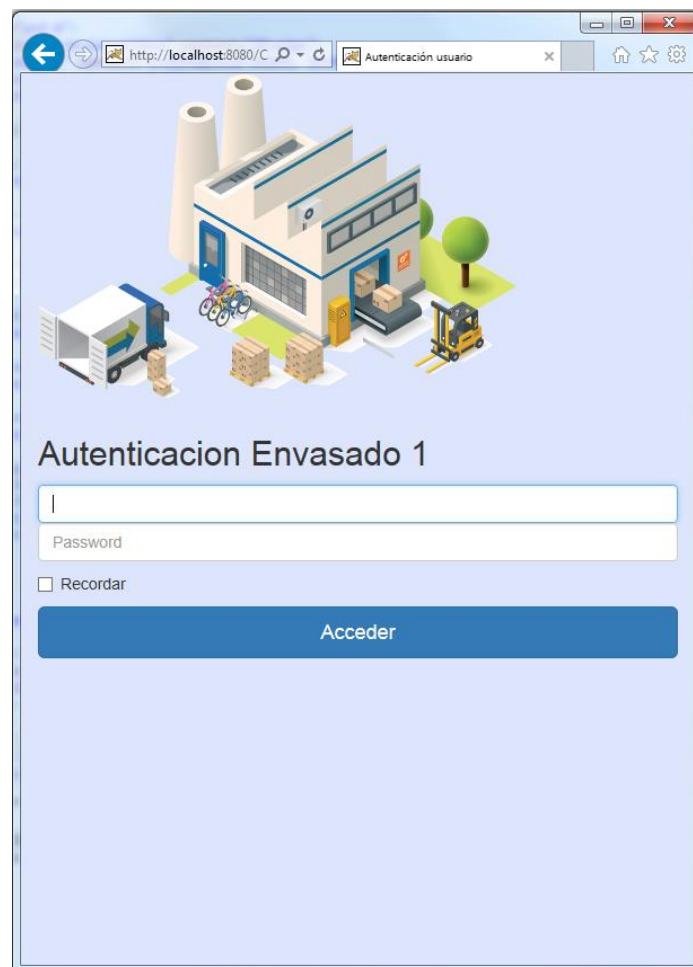 http://localhost:8080/C
Autenticación usuario
Autenticacion Envasado 1
Password
Recordar
Acceder